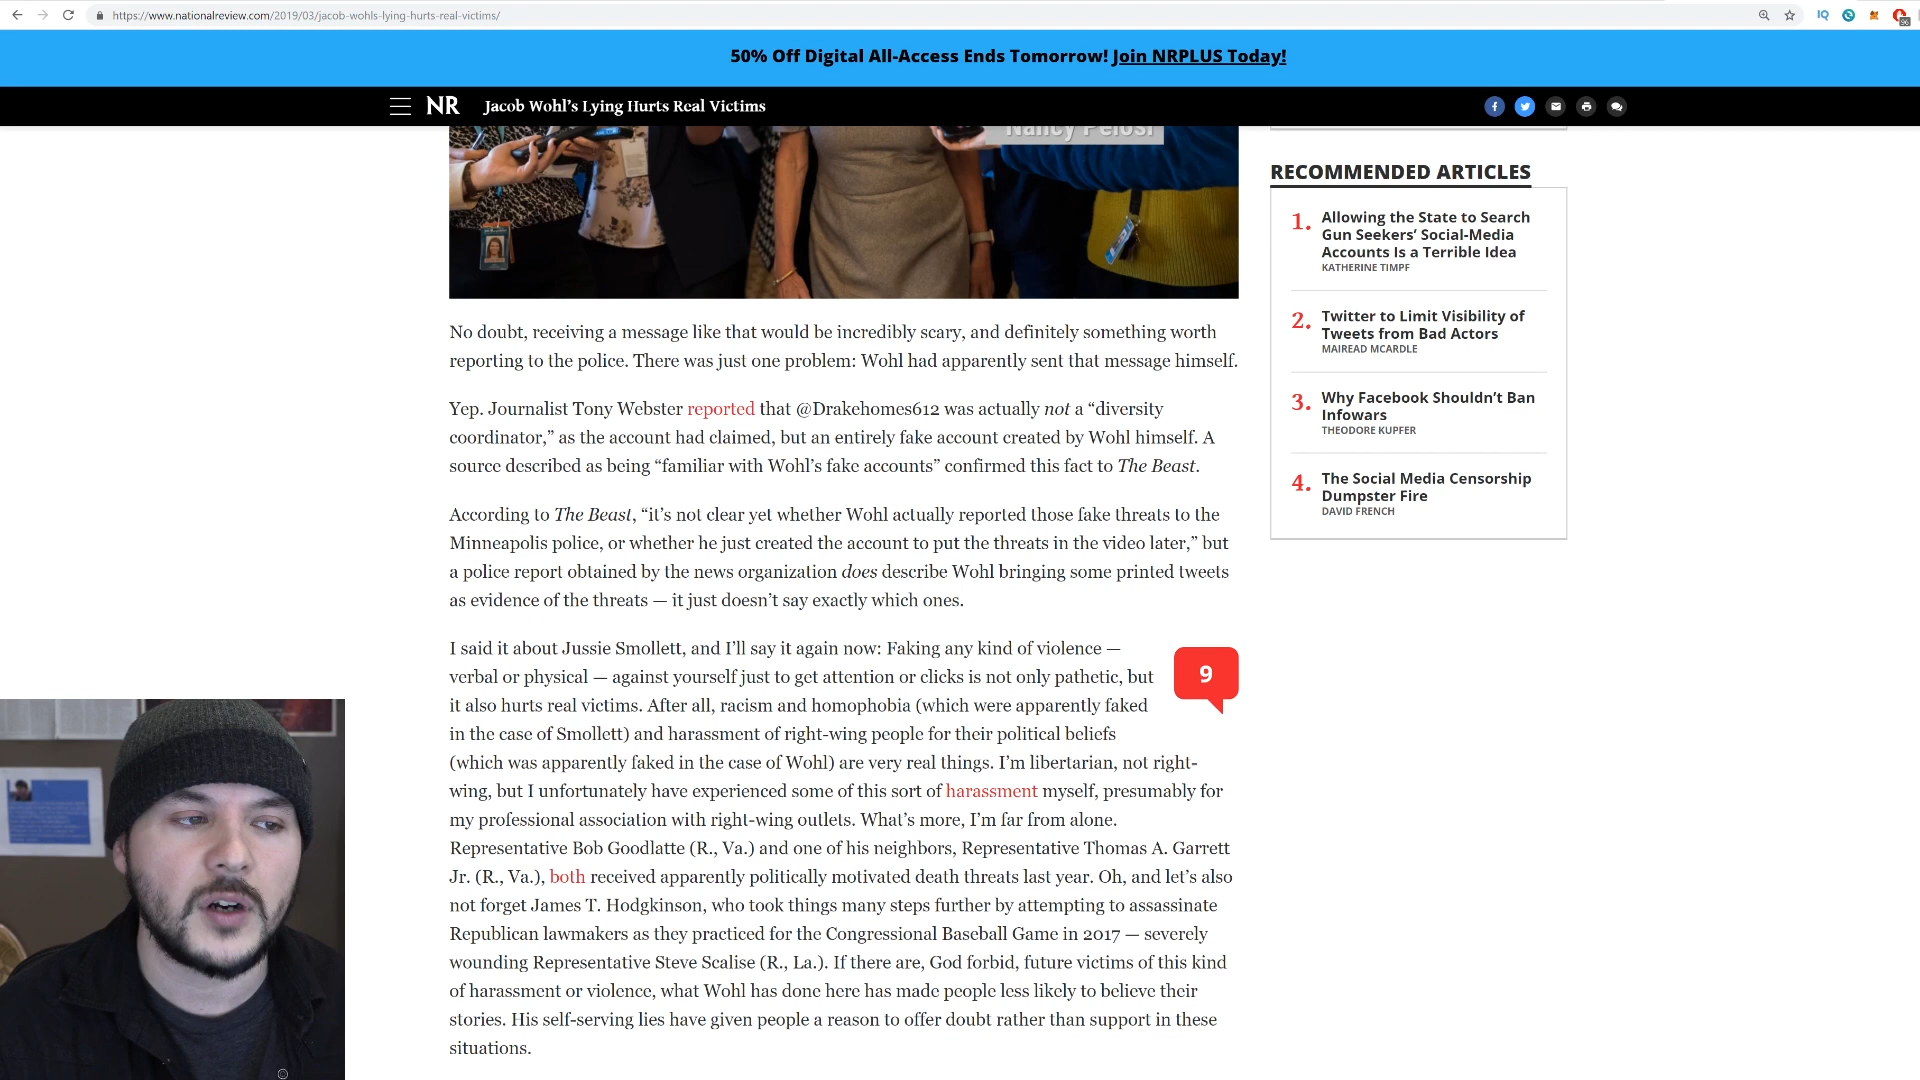 https://www.nationalreview.com/2019/03/jacob-wohls-lying-hurts-real-victims/
IQ
96
50% Off Digital All-Access Ends Tomorrow! Join NRPLUS Today!
NR Jacob Wohl’s Lying Hurts Real Victims
Nancy Pelosi
No doubt, receiving a message like that would be incredibly scary, and definitely something worth
reporting to the police. There was just one problem: Wohl had apparently sent that message himself.
Yep. Journalist Tony Webster reported that @Drakehomes612 was actually not a “diversity
coordinator,” as the account had claimed, but an entirely fake account created by Wohl himself. A
source described as being “familiar with Wohl’s fake accounts” confirmed this fact to The Beast.
According to The Beast, “it’s not clear yet whether Wohl actually reported those fake threats to the
Minneapolis police, or whether he just created the account to put the threats in the video later,” but
a police report obtained by the news organization does describe Wohl bringing some printed tweets
as evidence of the threats — it just doesn’t say exactly which ones.
I said it about Jussie Smollett, and I’ll say it again now: Faking any kind of violence —
verbal or physical — against yourself just to get attention or clicks is not only pathetic, but
it also hurts real victims. After all, racism and homophobia (which were apparently faked
in the case of Smollett) and harassment of right-wing people for their political beliefs
(which was apparently faked in the case of Wohl) are very real things. I’m libertarian, not right-
wing, but I unfortunately have experienced some of this sort of harassment myself, presumably for
my professional association with right-wing outlets. What’s more, I’m far from alone.
Representative Bob Goodlatte (R., Va.) and one of his neighbors, Representative Thomas A. Garrett
Jr. (R., Va.), both received apparently politically motivated death threats last year. Oh, and let’s also
not forget James T. Hodgkinson, who took things many steps further by attempting to assassinate
Republican lawmakers as they practiced for the Congressional Baseball Game in 2017 — severely
wounding Representative Steve Scalise (R., La.). If there are, God forbid, future victims of this kind
of harassment or violence, what Wohl has done here has made people less likely to believe their
stories. His self-serving lies have given people a reason to offer doubt rather than support in these
situations.
9
RECOMMENDED ARTICLES
1. Allowing the State to Search
Gun Seekers’ Social-Media
Accounts Is a Terrible Idea
KATHERINE TIMPF
2. Twitter to Limit Visibility of
Tweets from Bad Actors
MAIREAD MCARDLE
3. Why Facebook Shouldn’t Ban
Infowars
THEODORE KUPFER
4. The Social Media Censorship
Dumpster Fire
DAVID FRENCH